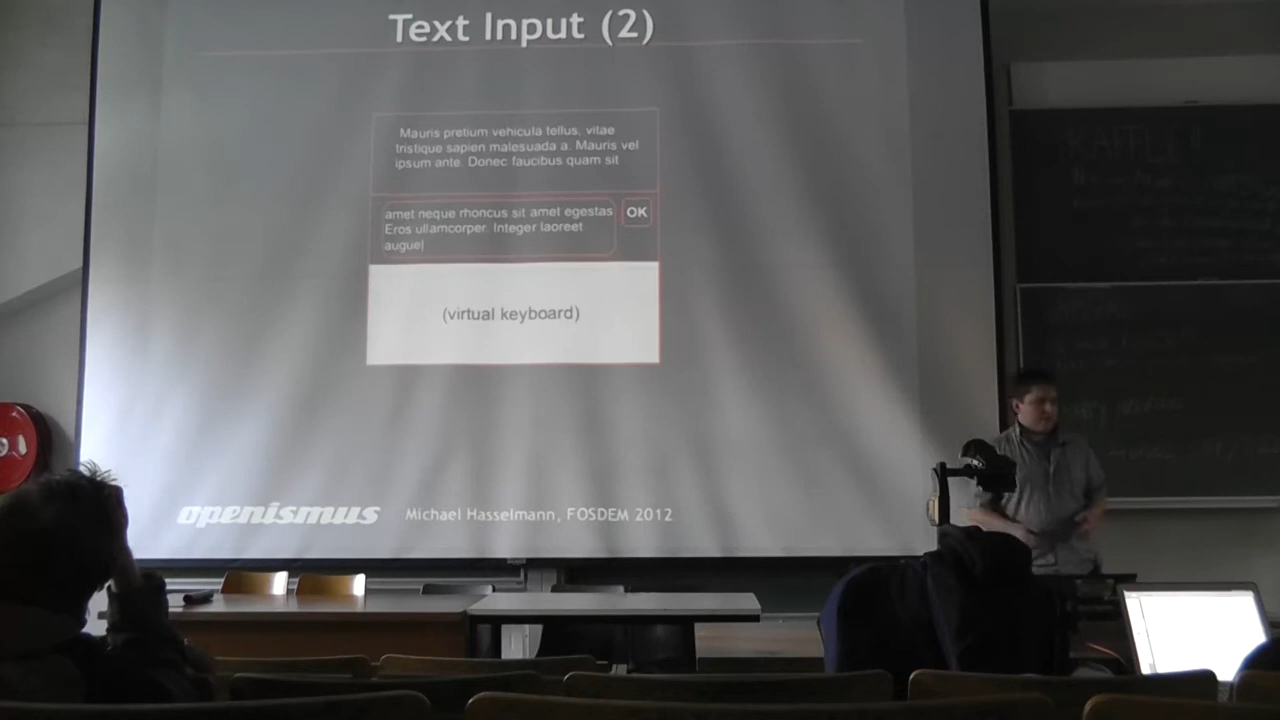 Text Input (2)
Mauris pretium vehicula tellus, vitae
tristique sapien malesuada a. Mauris vel
ipsum ante. Donec faucibus quam sit
amet neque rhoncus sit amet egestas
Eros ullamcorper. Integer laoreet
augue|
OK
(virtual keyboard)
openismus
Michael Hasselmann, FOSDEM 2012